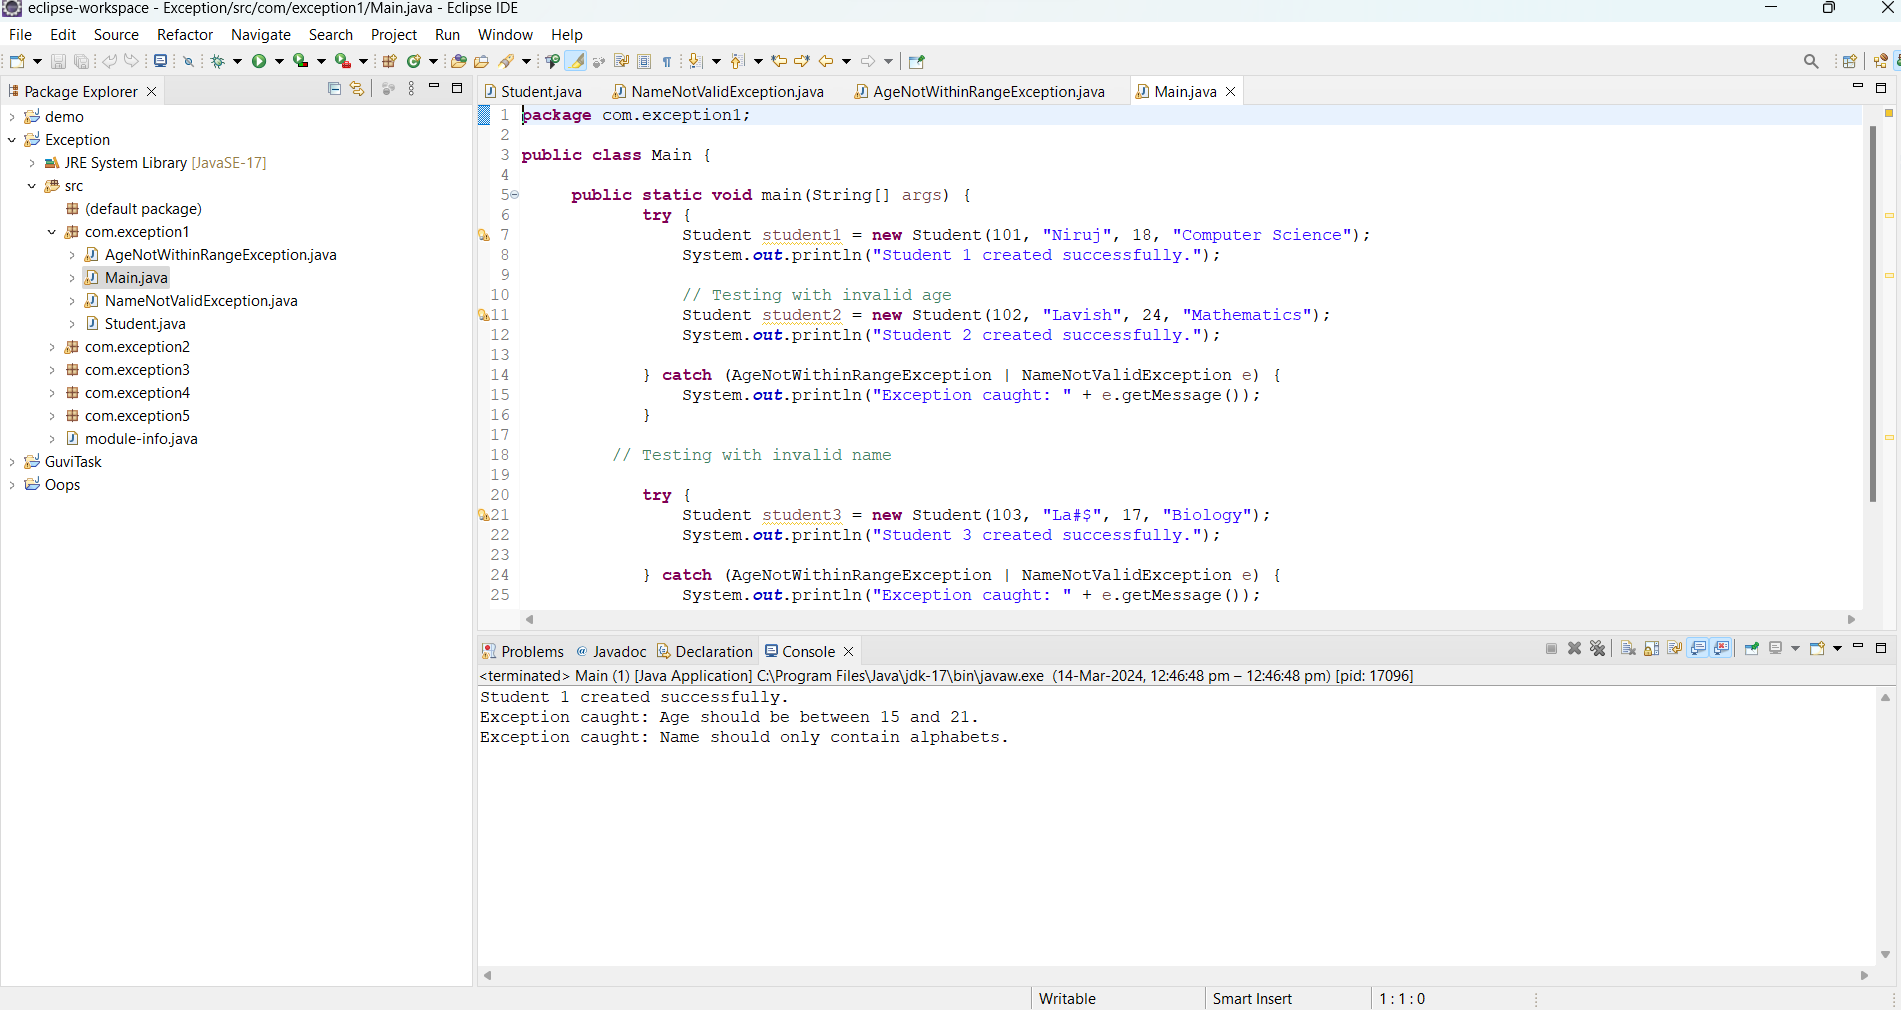 eclipse-workspace - Exception/src/com/exception1/Main.java - Eclipse IDE
File Edit Source Refactor Navigate Search Project Run Window Help
Package Explorer
demo
Exception
JRE System Library [JavaSE-17]
src
(default package)
com.exception1
AgeNotWithinRangeException.java
Main.java
NameNotValidException.java
Student.java
com.exception2
com.exception3
com.exception4
com.exception5
module-info.java
GuviTask
Oops
Student.java NameNotValidException.java AgeNotWithinRangeException.java Main.java
1 package com.exception1;
2
3 public class Main {
4
5 public static void main(String[] args) {
6 try {
7 Student student1 = new Student(101, "Niruj", 18, "Computer Science");
8 System.out.println("Student 1 created successfully.");
9
10 // Testing with invalid age
11 Student student2 = new Student(102, "Lavish", 24, "Mathematics");
12 System.out.println("Student 2 created successfully.");
13
14 } catch (AgeNotWithinRangeException | NameNotValidException e) {
15 System.out.println("Exception caught: " + e.getMessage());
16 }
17
18 // Testing with invalid name
19
20 try {
21 Student student3 = new Student(103, "La#$", 17, "Biology");
22 System.out.println("Student 3 created successfully.");
23
24 } catch (AgeNotWithinRangeException | NameNotValidException e) {
25 System.out.println("Exception caught: " + e.getMessage());
Problems @ Javadoc Declaration Console
<terminated> Main (1) [Java Application] C:\Program Files\Java\jdk-17\bin\javaw.exe (14-Mar-2024, 12:46:48 pm – 12:46:48 pm) [pid: 17096]
Student 1 created successfully.
Exception caught: Age should be between 15 and 21.
Exception caught: Name should only contain alphabets.
Writable Smart Insert 1 : 1 : 0